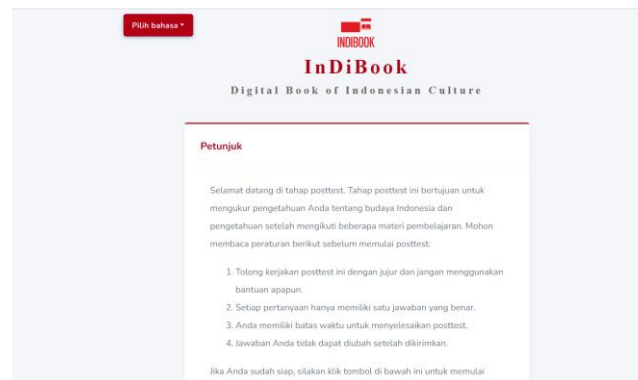 Pilih bahasa
INDIBOOK
InDiBook
Digital Book of Indonesian Culture
Petunjuk
Selamat datang di tahap posttest. Tahap posttest ini bertujuan untuk
mengukur pengetahuan Anda tentang budaya Indonesia dan
pengetahuan setelah mengikuti beberapa materi pembelajaran. Mohon
membaca peraturan berikut sebelum memulai posttest:
1. Tolong kerjakan posttest ini dengan jujur dan jangan menggunakan
bantuan apapun.
2. Setiap pertanyaan hanya memiliki satu jawaban yang benar.
3. Anda memiliki batas waktu untuk menyelesaikan posttest.
4. Jawaban Anda tidak dapat diubah setelah dikirimkan.
Jika Anda sudah siap, silakan klik tombol di bawah ini untuk memulai